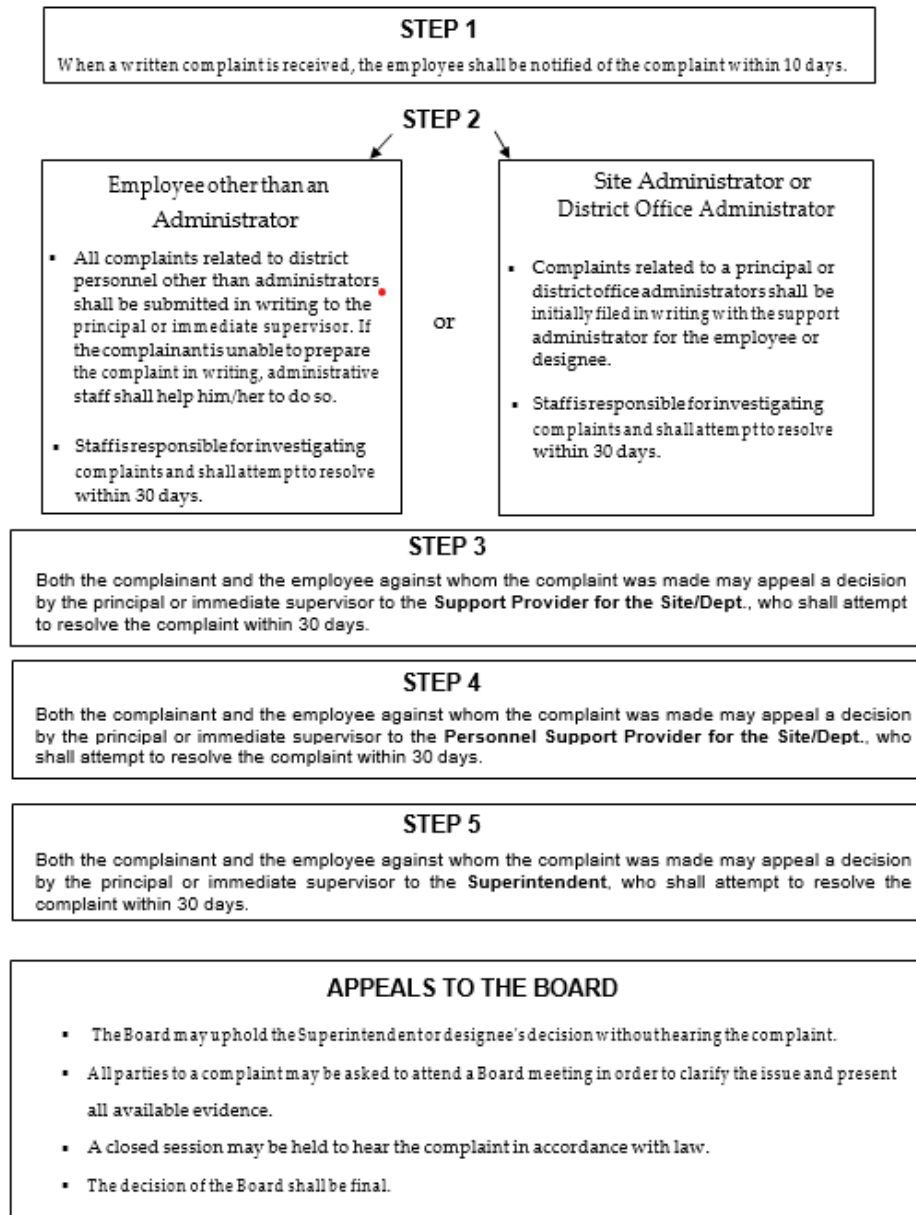 STEP 1
When a written complaint is received, the employee shall be notified of the complaint within 10 days.
STEP 2
Employee other than an
Administrator
▪ All complaints related to district
personnel other than administrators
shall be submitted in writing to the
principal or immediate supervisor. If
the complainant is unable to prepare
the complaint in writing, administrative
staff shall help him/her to do so.
▪ Staff is responsible for investigating
complaints and shall attempt to resolve
within 30 days.
or
Site Administrator or
District Office Administrator
▪ Complaints related to a principal or
district office administrators shall be
initially filed in writing with the support
administrator for the employee or
designee.
▪ Staff is responsible for investigating
complaints and shall attempt to resolve
within 30 days.
STEP 3
Both the complainant and the employee against whom the complaint was made may appeal a decision
by the principal or immediate supervisor to the Support Provider for the Site/Dept., who shall attempt
to resolve the complaint within 30 days.
STEP 4
Both the complainant and the employee against whom the complaint was made may appeal a decision
by the principal or immediate supervisor to the Personnel Support Provider for the Site/Dept., who
shall attempt to resolve the complaint within 30 days.
STEP 5
Both the complainant and the employee against whom the complaint was made may appeal a decision
by the principal or immediate supervisor to the Superintendent, who shall attempt to resolve the
complaint within 30 days.
APPEALS TO THE BOARD
▪ The Board may uphold the Superintendent or designee's decision without hearing the complaint.
▪ All parties to a complaint may be asked to attend a Board meeting in order to clarify the issue and present
all available evidence.
▪ A closed session may be held to hear the complaint in accordance with law.
▪ The decision of the Board shall be final.